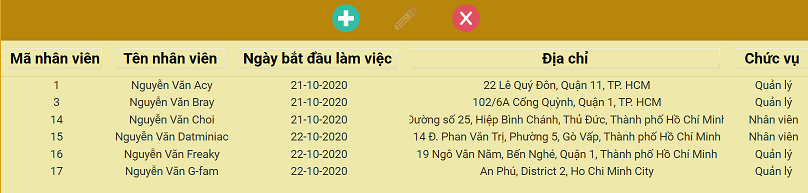 Mã nhân viên Tên nhân viên Ngày bắt đầu làm việc Địa chỉ Chức vụ
1 Nguyễn Văn Acy 21-10-2020 22 Lê Quý Đôn, Quận 11, TP. HCM Quản lý
3 Nguyễn Văn Bray 21-10-2020 102/6A Cống Quỳnh, Quận 1, TP. HCM Quản lý
14 Nguyễn Văn Choi 21-10-2020 Đường số 25, Hiệp Bình Chánh, Thủ Đức, Thành phố Hồ Chí Minh Nhân viên
15 Nguyễn Văn Datminiac 22-10-2020 14 Đ. Phan Văn Trị, Phường 5, Gò Vấp, Thành phố Hồ Chí Minh Nhân viên
16 Nguyễn Văn Freaky 22-10-2020 19 Ngô Văn Năm, Bến Nghé, Quận 1, Thành phố Hồ Chí Minh Quản lý
17 Nguyễn Văn G-fam 22-10-2020 An Phú, District 2, Ho Chi Minh City Quản lý